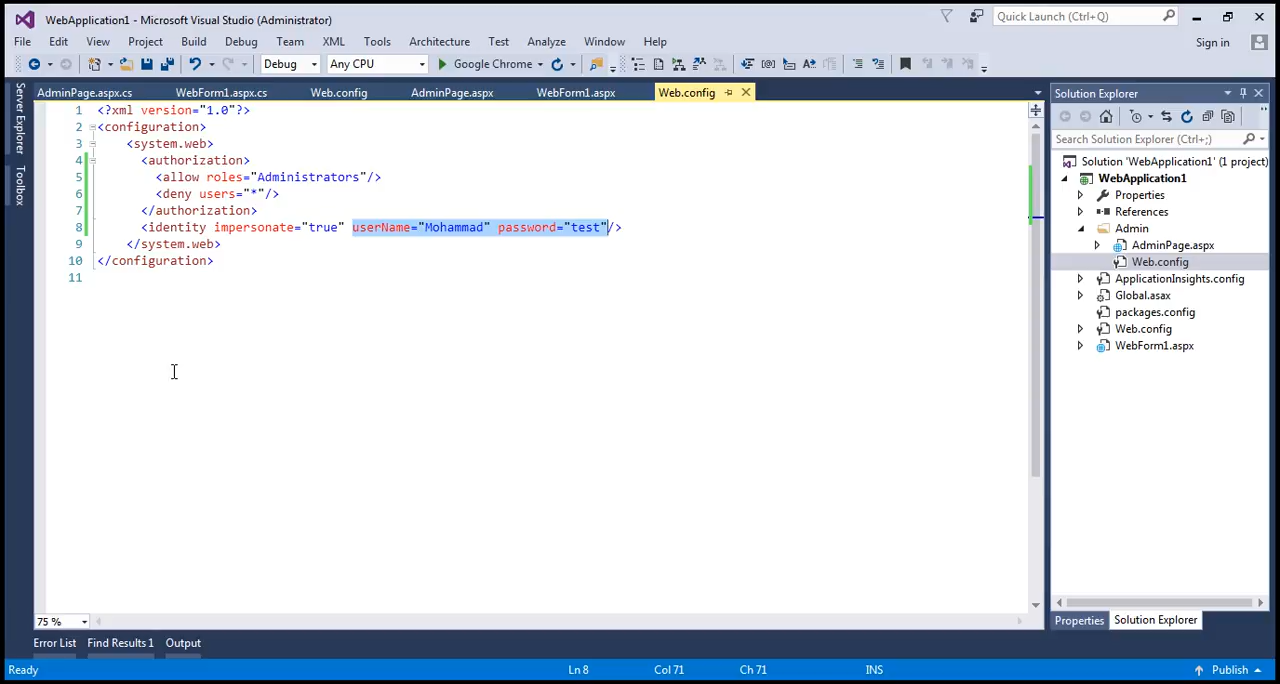 WebApplication1 - Microsoft Visual Studio (Administrator)
Quick Launch (Ctrl+Q)
File Edit View Project Build Debug Team XML Tools Architecture Test Analyze Window Help
Sign in
Debug Any CPU Google Chrome
Server Explorer
Toolbox
AdminPage.aspx.cs WebForm1.aspx.cs Web.config AdminPage.aspx WebForm1.aspx Web.config
1 <?xml version="1.0"?>
2 <configuration>
3 <system.web>
4 <authorization>
5 <allow roles="Administrators"/>
6 <deny users="*"/>
7 </authorization>
8 <identity impersonate="true" userName="Mohammad" password="test"/>
9 </system.web>
10 </configuration>
11
75 %
Solution Explorer
Search Solution Explorer (Ctrl+;)
Solution 'WebApplication1' (1 project)
WebApplication1
Properties
References
Admin
AdminPage.aspx
Web.config
ApplicationInsights.config
Global.asax
packages.config
Web.config
WebForm1.aspx
Properties Solution Explorer
Error List Find Results 1 Output
Ready Ln 8 Col 71 Ch 71 INS Publish